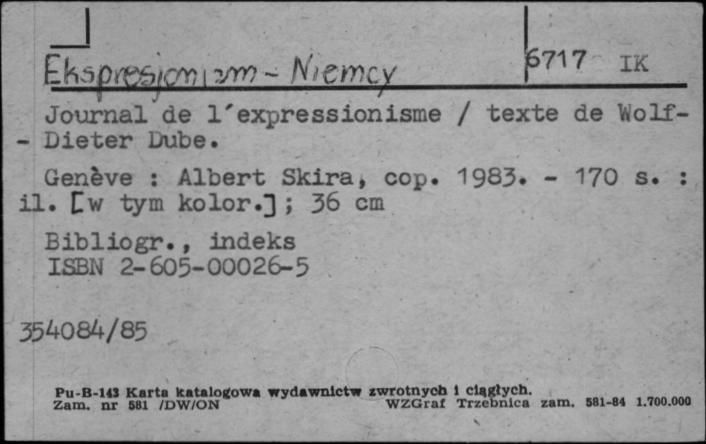 Ekspresjonizm - Niemcy
6717 IK
Journal de l'expressionisme / texte de Wolf-
- Dieter Dube.
Genève : Albert Skira, cop. 1983. - 170 s. :
il. [w tym kolor.] ; 36 cm
Bibliogr., indeks
ISBN 2-605-00026-5
354084/85
Pu-B-143 Karta katalogowa wydawnictw zwrotnych i ciągłych.
Zam. nr 581 /DW/ON WZGraf Trzebnica zam. 581-84 1.700.000